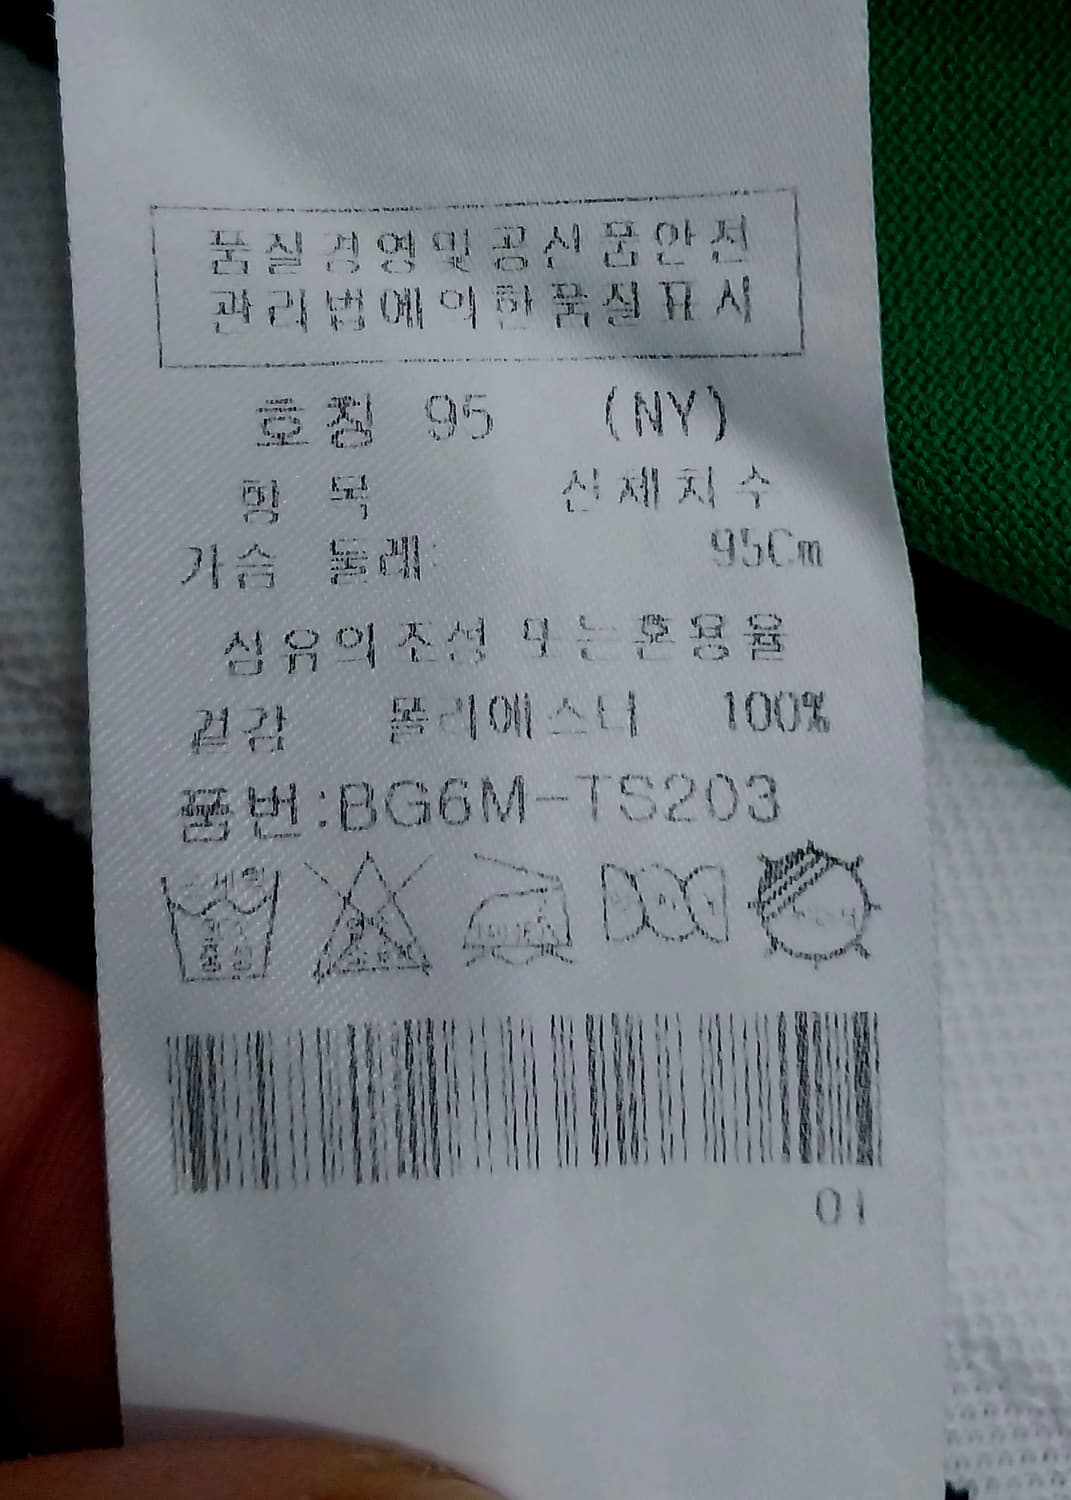 품질경영및공산품안전
관리법에의한품질표시
호칭 95 (NY)
항 목 신체치수
가슴 둘레: 95Cm
섬유의조성 또는혼용율
겉감 폴리에스터 100%
품번:BG6M-TS203
01